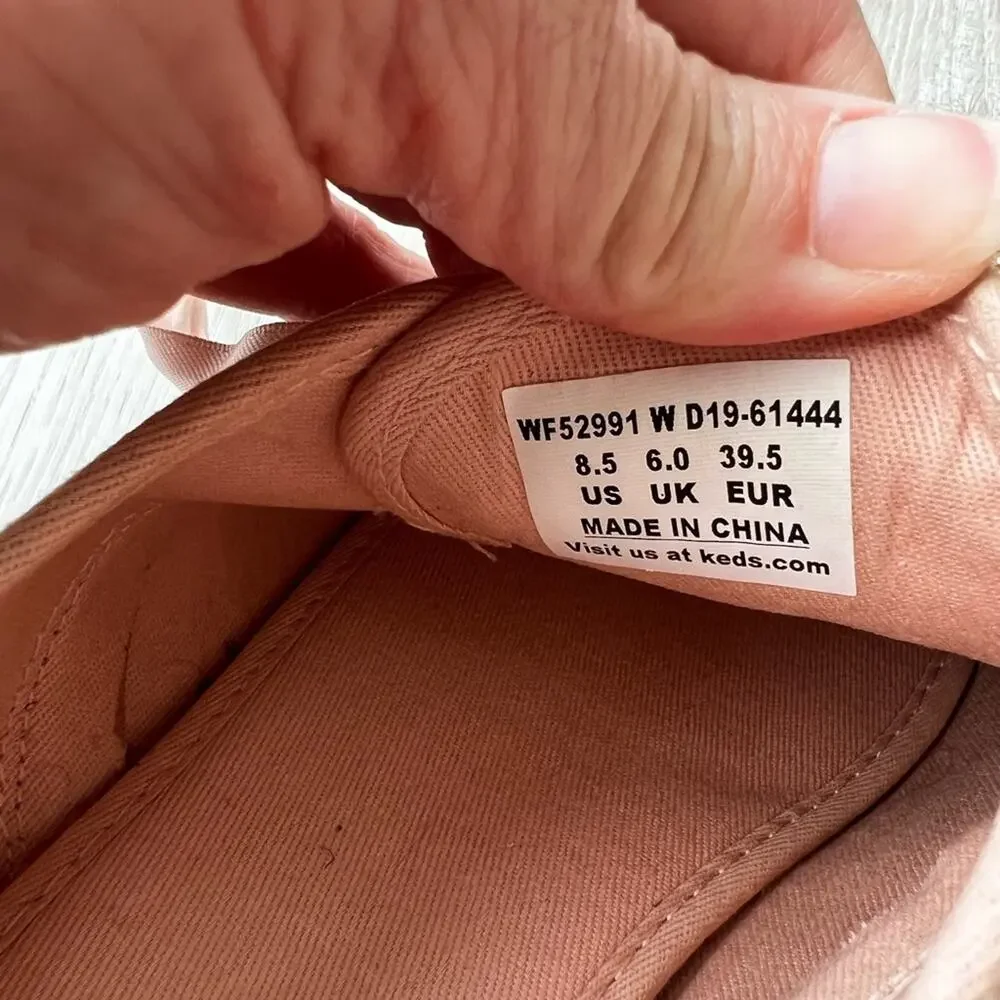 WF52991 W D19-61444
8.5 6.0 39.5
US UK EUR
MADE IN CHINA
Visit us at keds.com